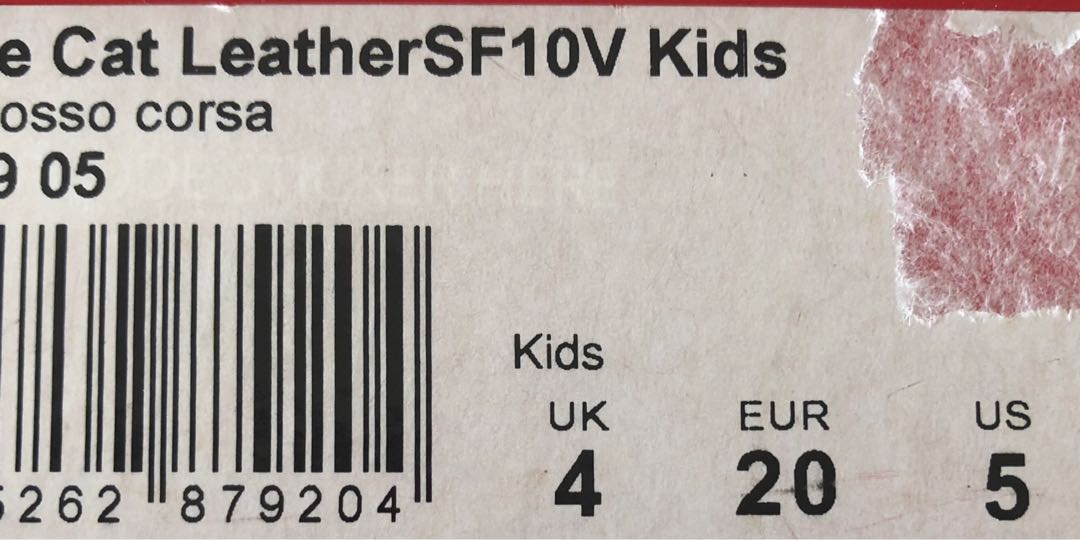 e Cat LeatherSF10V Kids
osso corsa
9 05
Kids
UK EUR US
4 20 5
5262 879204